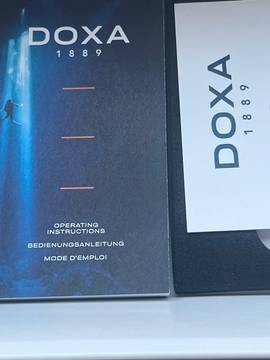 DOXA
1889
OPERATING
INSTRUCTIONS
BEDIENUNGSANLEITUNG
MODE D'EMPLOI
DOXA
1889